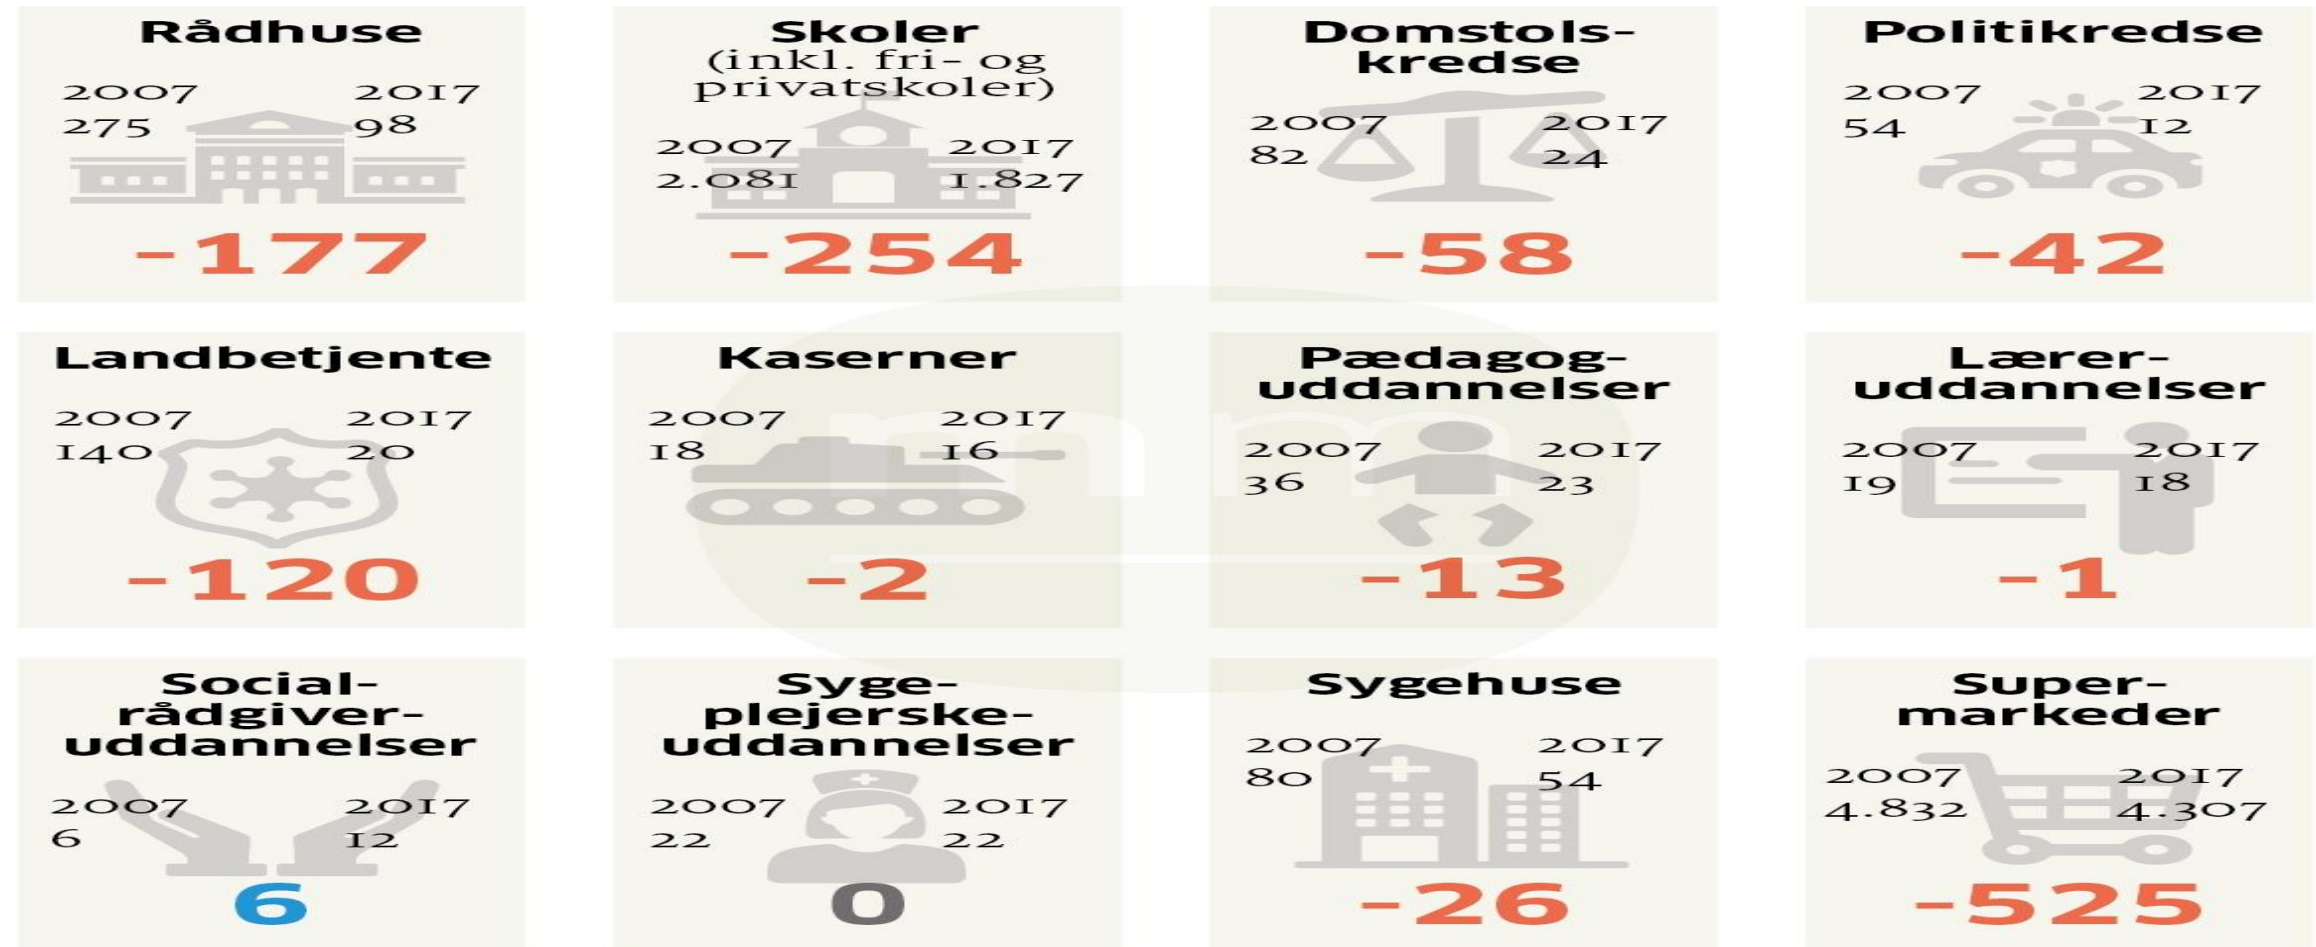 Rådhuse
2007 2017
275 98
-177
Skoler
(inkl. fri- og
privatskoler)
2007 2017
2.081 1.827
-254
Domstols-
kredse
2007 2017
82 24
-58
Politikredse
2007 2017
54 12
-42
Landbetjente
2007 2017
140 20
-120
Kaserner
2007 2017
18 16
-2
Pædagog-
uddannelser
2007 2017
36 23
-13
Lærer-
uddannelser
2007 2017
19 18
-1
Social-
rådgiver-
uddannelser
2007 2017
6 12
6
Syge-
plejerske-
uddannelser
2007 2017
22 22
0
Sygehuse
2007 2017
80 54
-26
Super-
markeder
2007 2017
4.832 4.307
-525